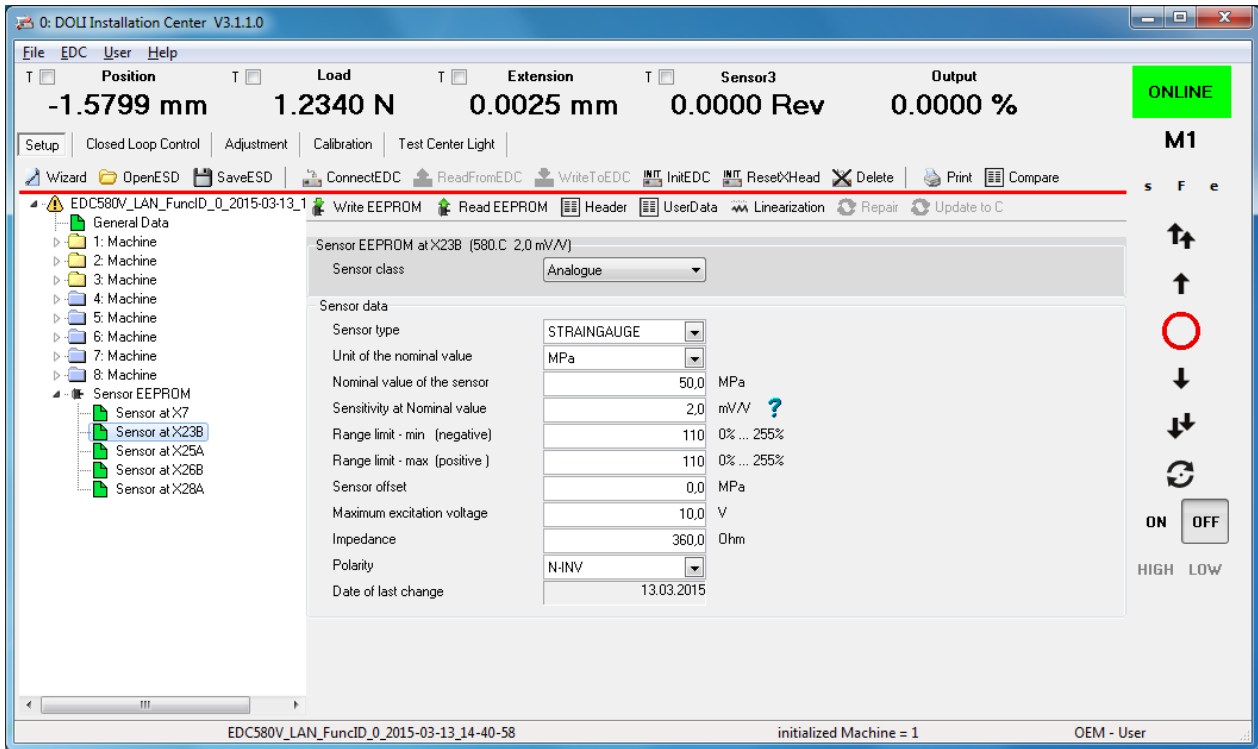 0: DOLI Installation Center V3.1.1.0
File EDC User Help
T Position T Load T Extension T Sensor3 Output
-1.5799 mm 1.2340 N 0.0025 mm 0.0000 Rev 0.0000 %
ONLINE
Setup Closed Loop Control Adjustment Calibration Test Center Light
M1
Wizard OpenESD SaveESD ConnectEDC ReadFromEDC WriteToEDC InitEDC ResetXHead Delete Print Compare
s F e
EDC580V_LAN_FuncID_0_2015-03-13_1
General Data
1: Machine
2: Machine
3: Machine
4: Machine
5: Machine
6: Machine
7: Machine
8: Machine
Sensor EEPROM
Sensor at X7
Sensor at X23B
Sensor at X25A
Sensor at X26B
Sensor at X28A
Write EEPROM Read EEPROM Header UserData Linearization Repair Update to C
Sensor EEPROM at X23B (580.C 2,0 mV/V)
Sensor class Analogue
Sensor data
Sensor type STRAINGAUGE
Unit of the nominal value MPa
Nominal value of the sensor 50,0 MPa
Sensitivity at Nominal value 2,0 mV/V ?
Range limit - min (negative) 110 0% ... 255%
Range limit - max (positive ) 110 0% ... 255%
Sensor offset 0,0 MPa
Maximum excitation voltage 10,0 V
Impedance 360,0 Ohm
Polarity N-INV
Date of last change 13.03.2015
ON OFF
HIGH LOW
EDC580V_LAN_FuncID_0_2015-03-13_14-40-58 initialized Machine = 1 OEM - User